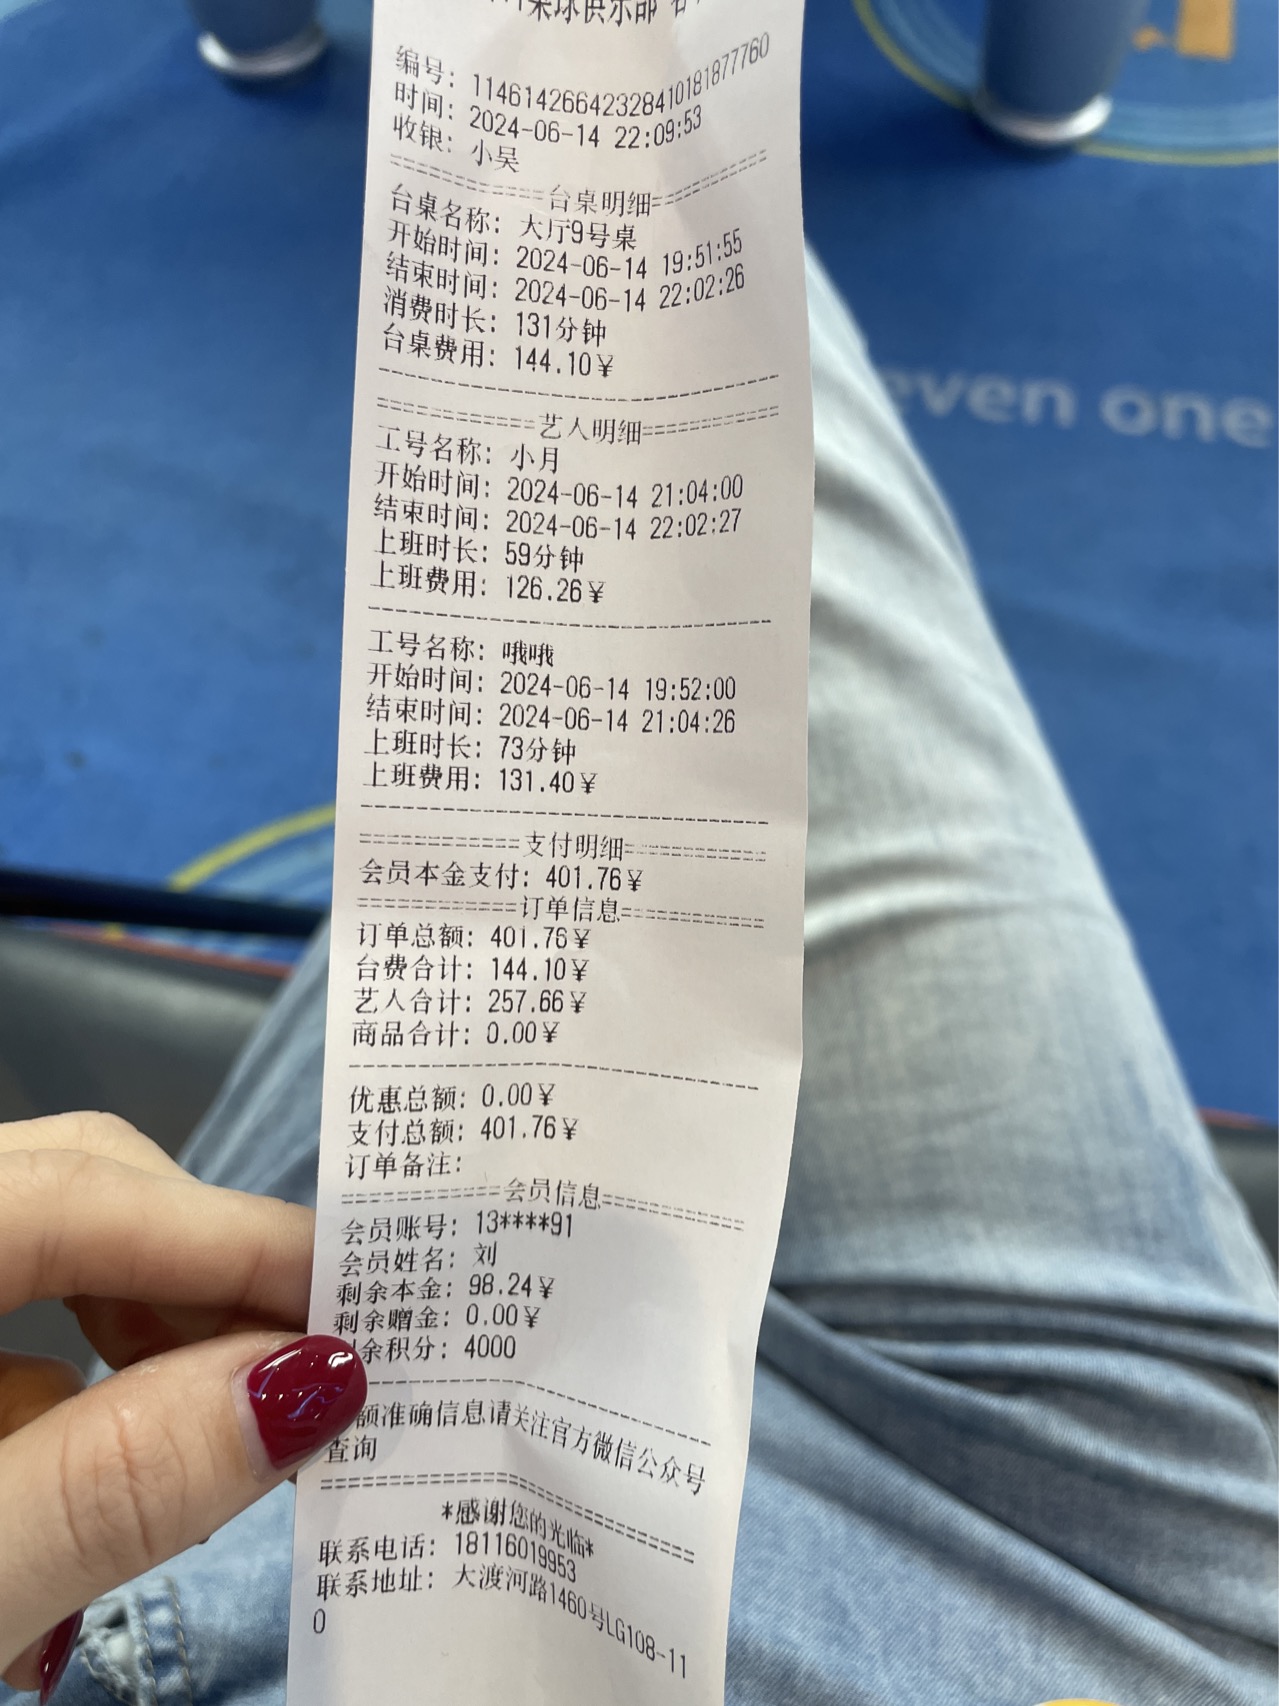 桌球俱乐部
编号: 11461426642328410181877760
时间: 2024-06-14 22:09:53
收银: 小吴
===========台桌明细===========
台桌名称: 大厅9号桌
开始时间: 2024-06-14 19:51:55
结束时间: 2024-06-14 22:02:26
消费时长: 131分钟
台桌费用: 144.10¥
===========艺人明细===========
工号名称: 小月
开始时间: 2024-06-14 21:04:00
结束时间: 2024-06-14 22:02:27
上班时长: 59分钟
上班费用: 126.26¥
工号名称: 哦哦
开始时间: 2024-06-14 19:52:00
结束时间: 2024-06-14 21:04:26
上班时长: 73分钟
上班费用: 131.40¥
===========支付明细===========
会员本金支付: 401.76¥
===========订单信息===========
订单总额: 401.76¥
台费合计: 144.10¥
艺人合计: 257.66¥
商品合计: 0.00¥
优惠总额: 0.00¥
支付总额: 401.76¥
订单备注:
===========会员信息===========
会员账号: 13****91
会员姓名: 刘
剩余本金: 98.24¥
剩余赠金: 0.00¥
余积分: 4000
额准确信息请关注官方微信公众号
查询
*感谢您的光临*
联系电话: 18116019953
联系地址: 大渡河路1460号LG108-11
0
even one